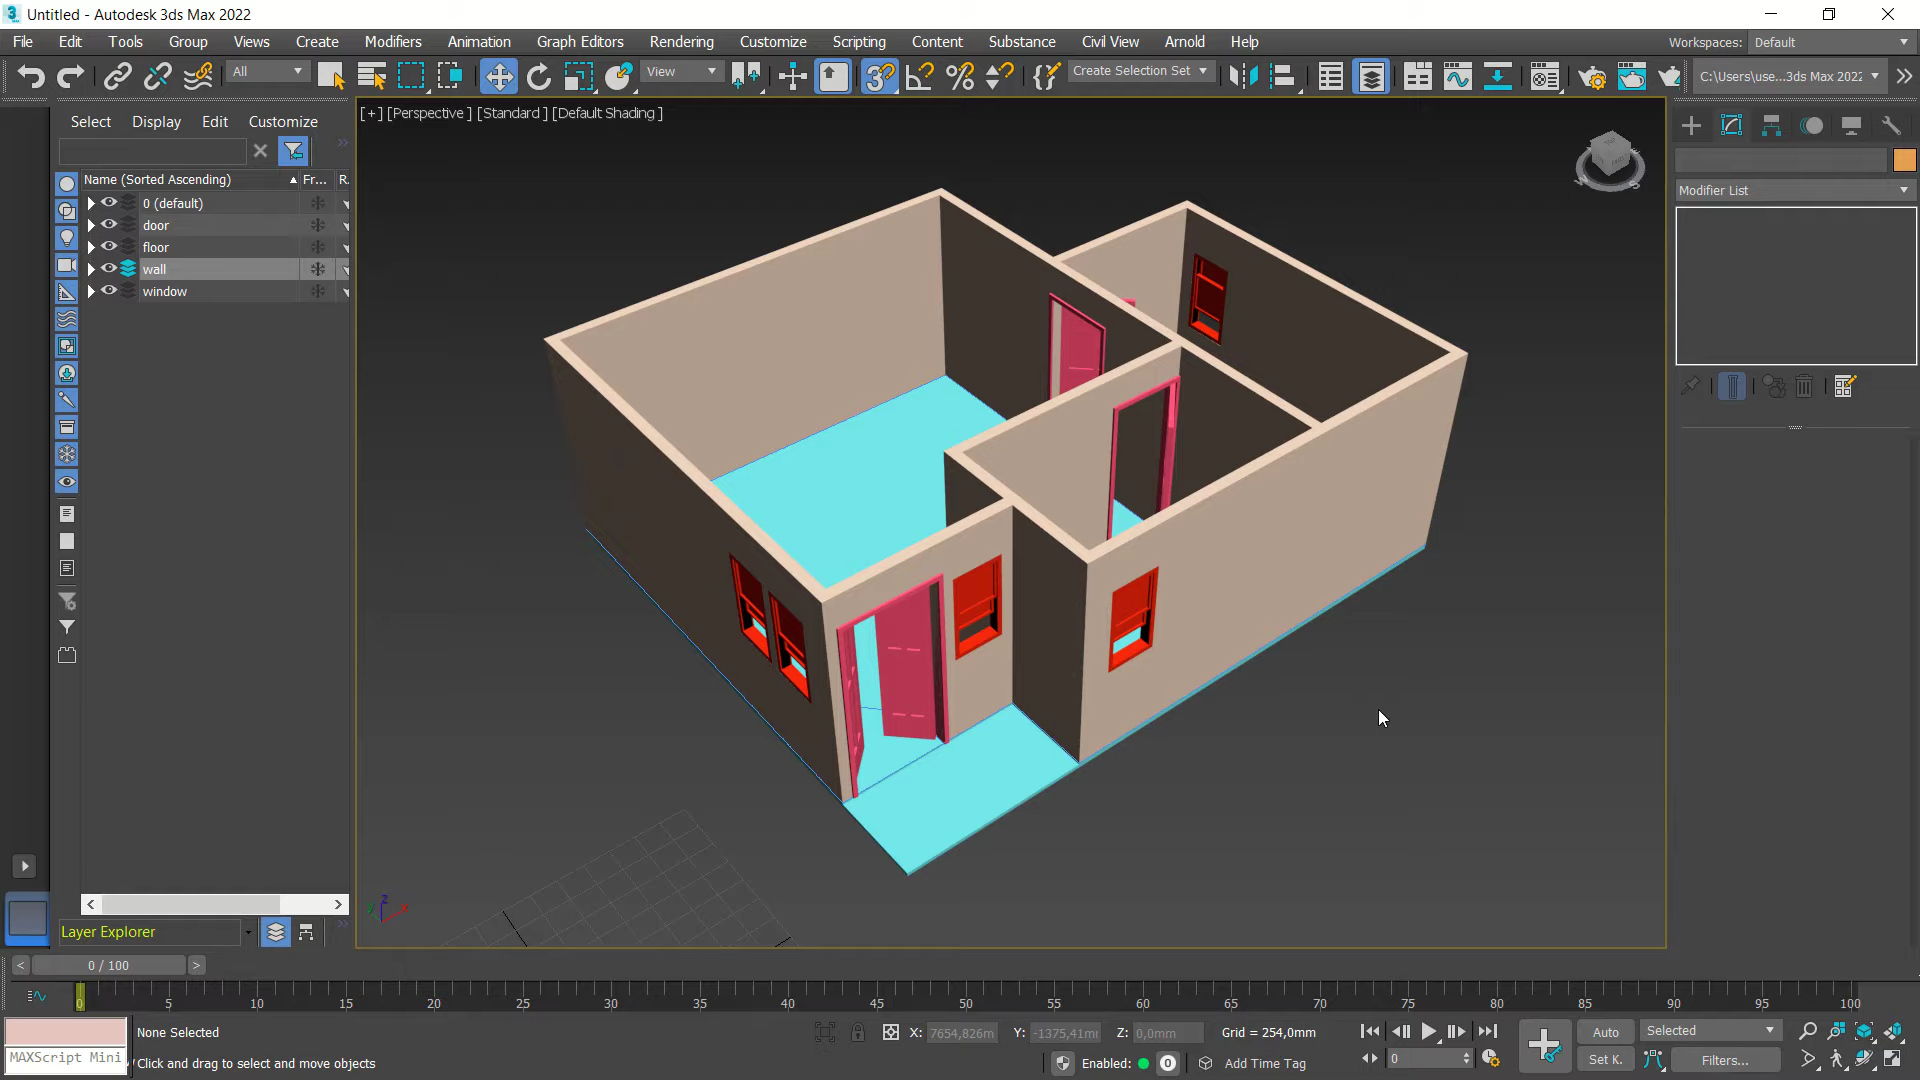 Untitled - Autodesk 3ds Max 2022
File Edit Tools Group Views Create Modifiers Animation Graph Editors Rendering Customize Scripting Content Substance Civil View Arnold Help
Workspaces: Default
All
View
Create Selection Set
C:\Users\use...3ds Max 2022
Select Display Edit Customize
[+] [Perspective ] [Standard ] [Default Shading ]
Name (Sorted Ascending) Fr... R.
0 (default)
door
floor
wall
window
Modifier List
Layer Explorer
0 / 100
0 5 10 15 20 25 30 35 40 45 50 55 60 65 70 75 80 85 90 95 100
None Selected
X: 7654,826m Y: -1375,41m Z: 0,0mm Grid = 254,0mm
Auto Selected
MAXScript Mini
Click and drag to select and move objects
Enabled: 0 Add Time Tag
0
Set K. Filters...